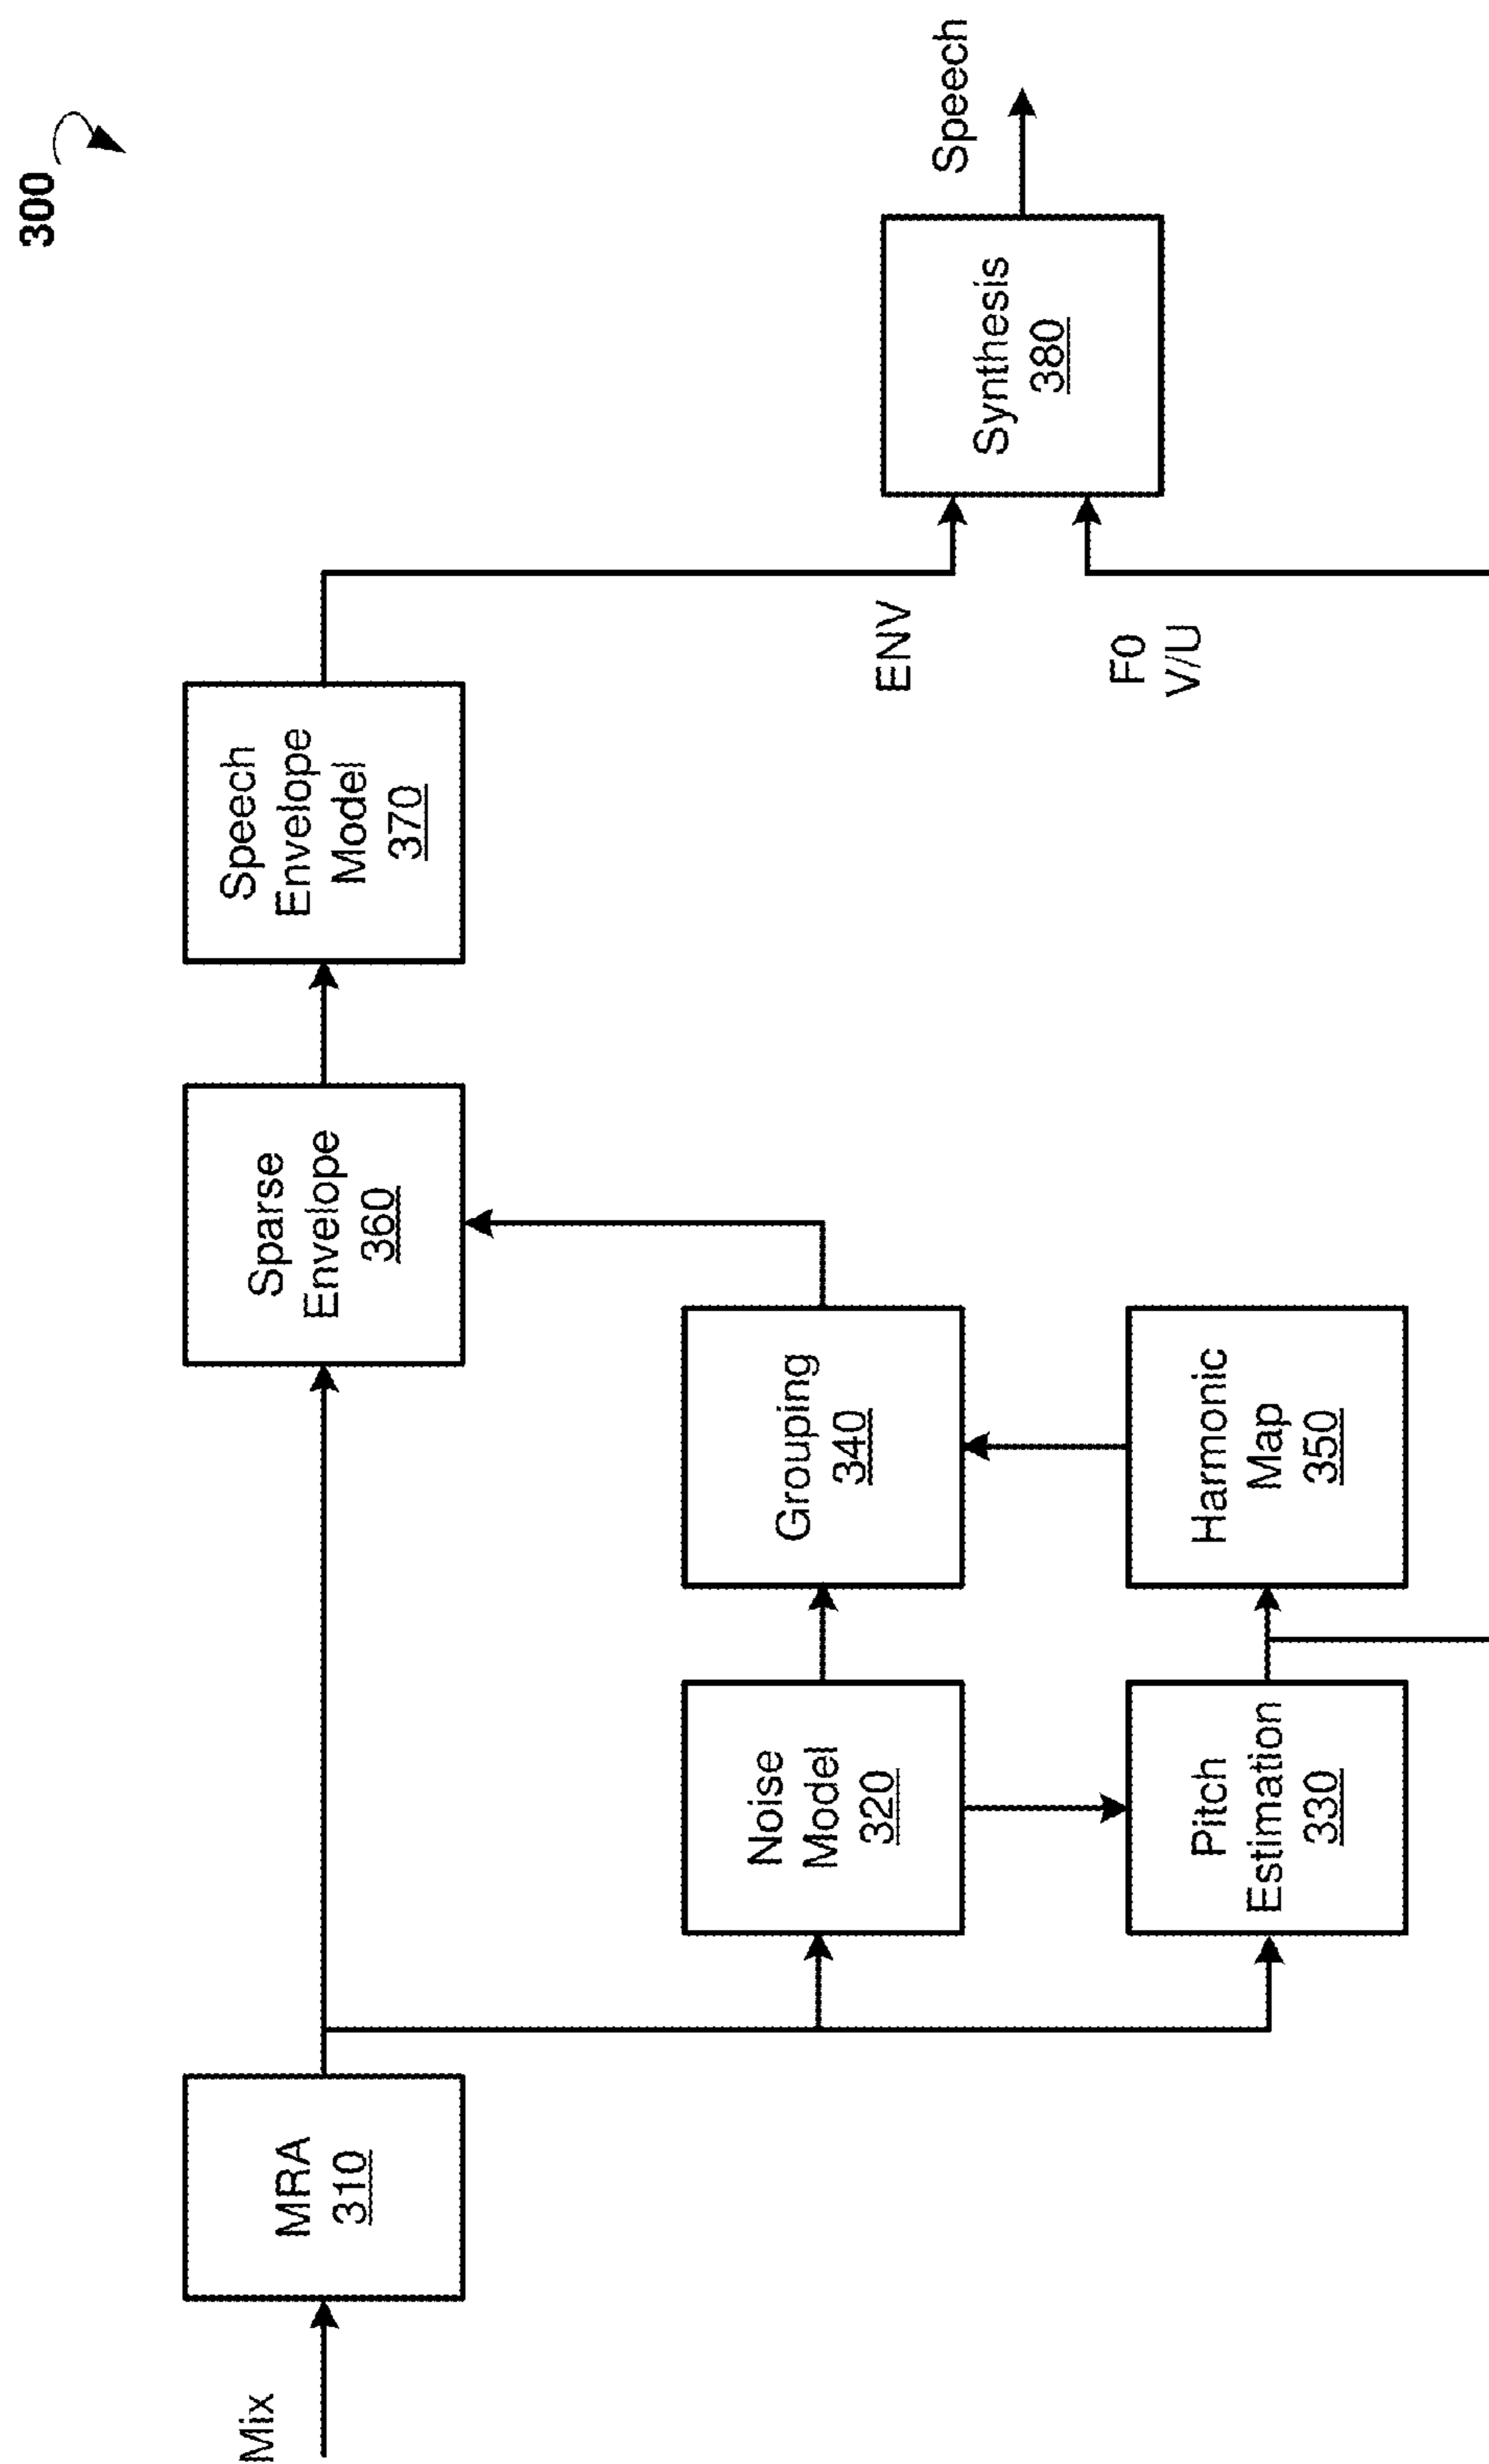 300
Mix
MRA
310
Sparse
Envelope
360
Speech
Envelope
Model
370
Noise
Model
320
Grouping
340
Pitch
Estimation
330
Harmonic
Map
350
ENV
F0
V/U
Synthesis
380
Speech